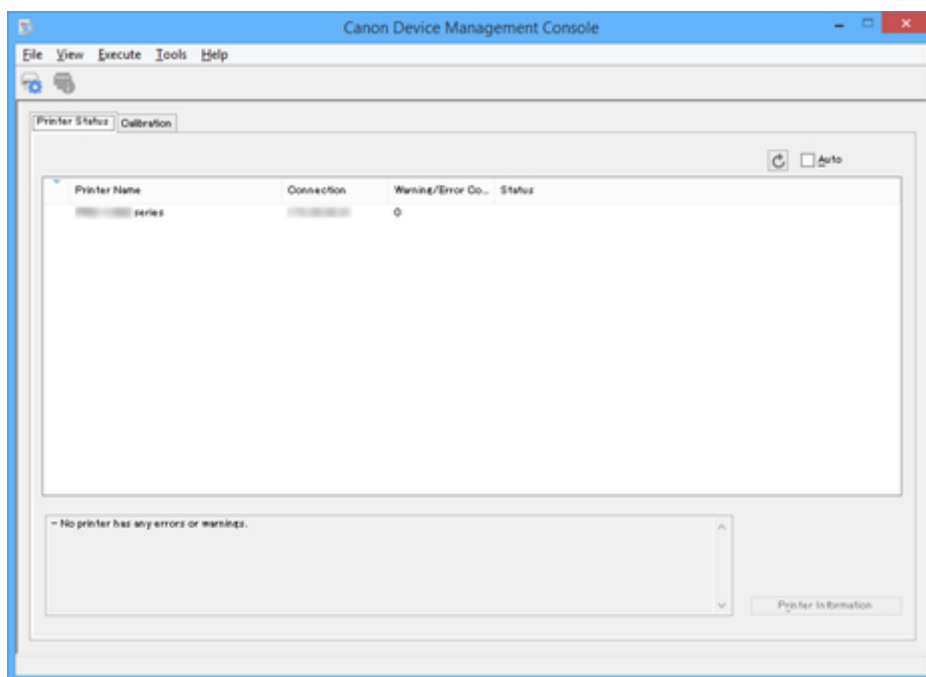 Canon Device Management Console
File View Execute Tools Help
Printer Status Calibration
Auto
Printer Name Connection Warning/Error Co... Status
series 0
- No printer has any errors or warnings.
Printer Information